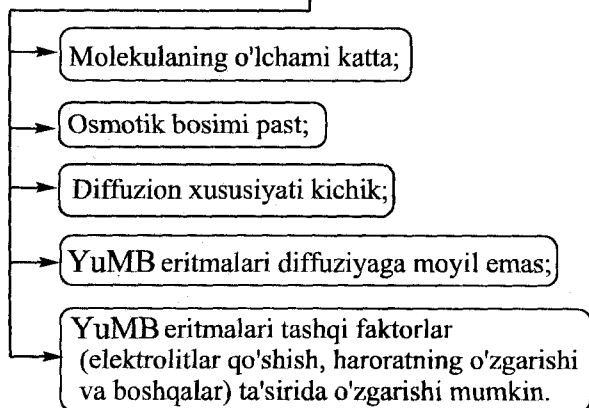 Molekulaning o'lchami katta;
Osmotik bosimi past;
Diffuzion xususiyati kichik;
YuMB eritmalari diffuziyaga moyil emas;
YuMB eritmalari tashqi faktorlar
(elektrolitlar qo'shish, haroratning o'zgarishi
va boshqalar) ta'sirida o'zgarishi mumkin.